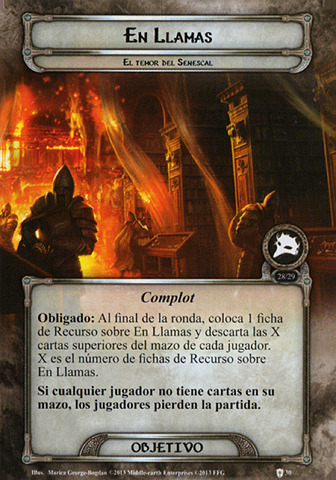 En Llamas
El temor del Senescal
28/29
Complot
Obligado: Al final de la ronda, coloca 1 ficha
de Recurso sobre En Llamas y descarta las X
cartas superiores del mazo de cada jugador.
X es el número de fichas de Recurso sobre
En Llamas.
Si cualquier jugador no tiene cartas en su
mazo, los jugadores pierden la partida.
OBJETIVO
Illus. Marica George-Bogdan ©2013 Middle-earth Enterprises ©2013 FFG
30